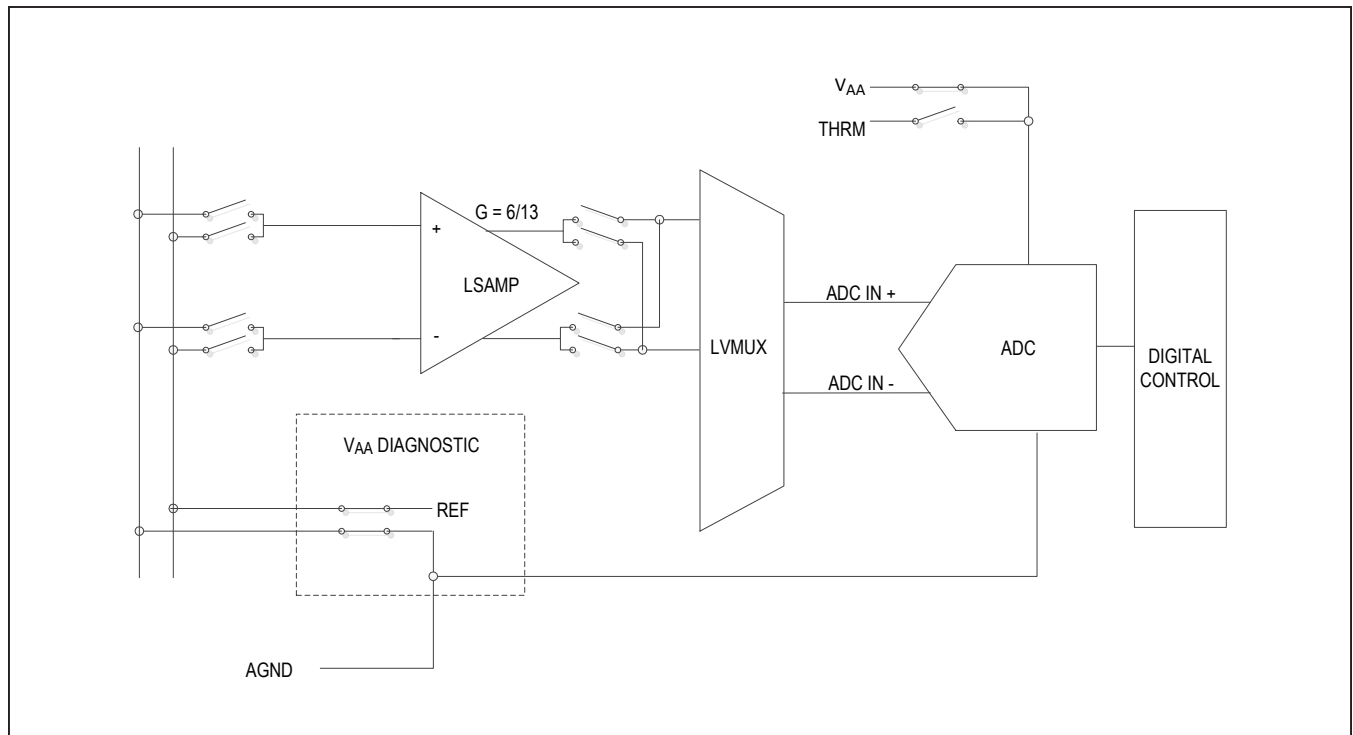 VAA
THRM
G = 6/13
+
LSAMP
-
ADC IN +
LVMUX
ADC
ADC IN -
DIGITAL
CONTROL
VAA DIAGNOSTIC
REF
AGND